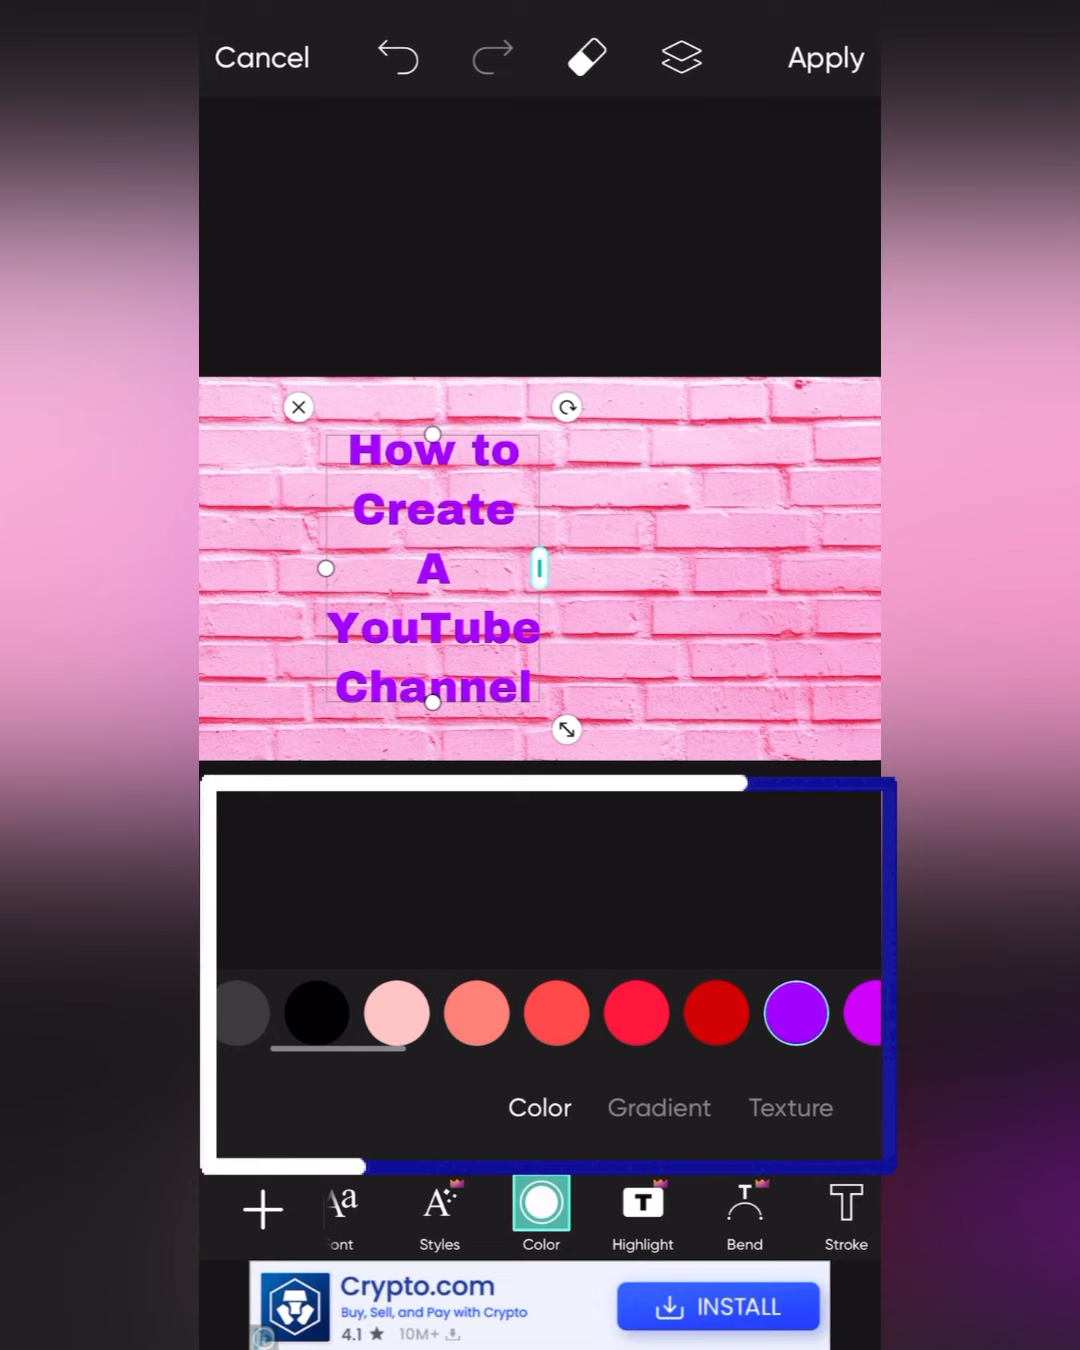 Cancel
Apply
How to
Create
A
YouTube
Channel
Color Gradient Texture
ont
Styles
Color
Highlight
Bend
Stroke
Crypto.com
Buy, Sell, and Pay with Crypto
4.1 ★ 10M+
INSTALL